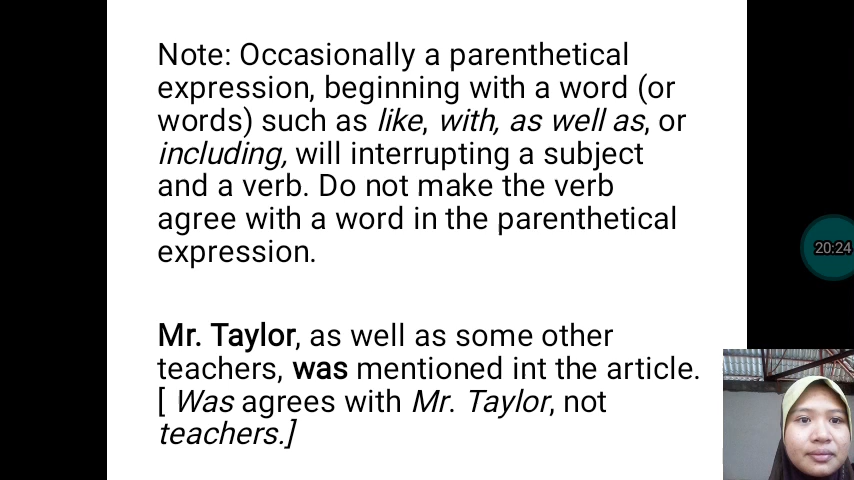 Note: Occasionally a parenthetical
expression, beginning with a word (or
words) such as like, with, as well as, or
including, will interrupting a subject
and a verb. Do not make the verb
agree with a word in the parenthetical
expression.
Mr. Taylor, as well as some other
teachers, was mentioned int the article.
[ Was agrees with Mr. Taylor, not
teachers.]
20:24